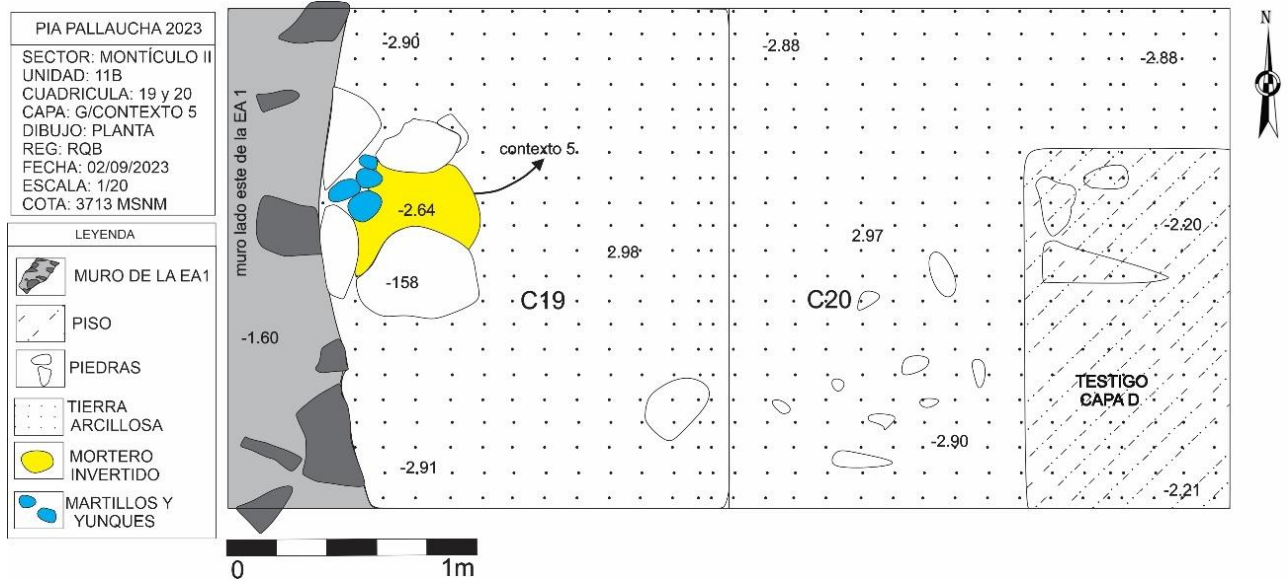 PIA PALLAUCHA 2023
SECTOR: MONTÍCULO II
UNIDAD: 11B
CUADRICULA: 19 y 20
CAPA: G/CONTEXTO 5
DIBUJO: PLANTA
REG: RQB
FECHA: 02/09/2023
ESCALA: 1/20
COTA: 3713 MSNM
LEYENDA
MURO DE LA EA1
PISO
PIEDRAS
TIERRA
ARCILLOSA
MORTERO
INVERTIDO
MARTILLOS Y
YUNQUES
muro lado este de la EA 1
-2.90
-2.88
-2.88
contexto 5.
-2.64
-2.20
2.98
2.97
-158
C19
C20
-1.60
TESTIGO
CAPA D
-2.91
-2.90
-2.21
N
0
1m